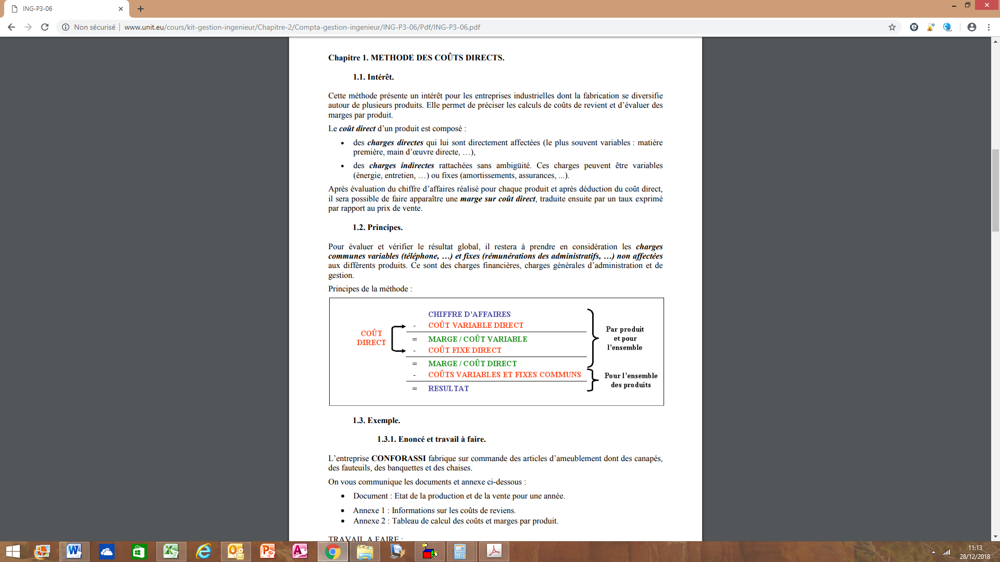 ING-P3-06
Non sécurisé www.unit.eu/cours/kit-gestion-ingenieur/Chapitre-2/Compta-gestion-ingenieur/ING-P3-06/Pdf/ING-P3-06.pdf
Chapitre 1. METHODE DES COÛTS DIRECTS.
1.1. Intérêt.
Cette méthode présente un intérêt pour les entreprises industrielles dont la fabrication se diversifie
autour de plusieurs produits. Elle permet de préciser les calculs de coûts de revient et d’évaluer des
marges par produit.
Le coût direct d’un produit est composé :
• des charges directes qui lui sont directement affectées (le plus souvent variables : matière
première, main d’œuvre directe, …),
• des charges indirectes rattachées sans ambigüité. Ces charges peuvent être variables
(énergie, entretien, …) ou fixes (amortissements, assurances, ...).
Après évaluation du chiffre d’affaires réalisé pour chaque produit et après déduction du coût direct,
il sera possible de faire apparaître une marge sur coût direct, traduite ensuite par un taux exprimé
par rapport au prix de vente.
1.2. Principes.
Pour évaluer et vérifier le résultat global, il restera à prendre en considération les charges
communes variables (téléphone, …) et fixes (rémunérations des administratifs, …) non affectées
aux différents produits. Ce sont des charges financières, charges générales d’administration et de
gestion.
Principes de la méthode :
CHIFFRE D’AFFAIRES
- COÛT VARIABLE DIRECT
= MARGE / COÛT VARIABLE
- COÛT FIXE DIRECT
= MARGE / COÛT DIRECT
- COÛTS VARIABLES ET FIXES COMMUNS
= RESULTAT
COÛT
DIRECT
Par produit
et pour
l’ensemble
Pour l’ensemble
des produits
1.3. Exemple.
1.3.1. Enoncé et travail à faire.
L’entreprise CONFORASSI fabrique sur commande des articles d’ameublement dont des canapés,
des fauteuils, des banquettes et des chaises.
On vous communique les documents et annexe ci-dessous :
• Document : Etat de la production et de la vente pour une année.
• Annexe 1 : Informations sur les coûts de reviens.
• Annexe 2 : Tableau de calcul des coûts et marges par produit.
TRAVAIL A FAIRE :
11:13
28/12/2018